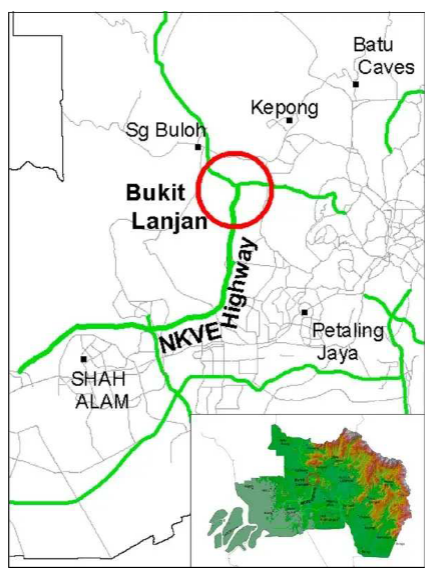 Batu
Caves
Kepong
Sg Buloh
Bukit
Lanjan
NKVE Highway
Petaling
Jaya
SHAH
ALAM